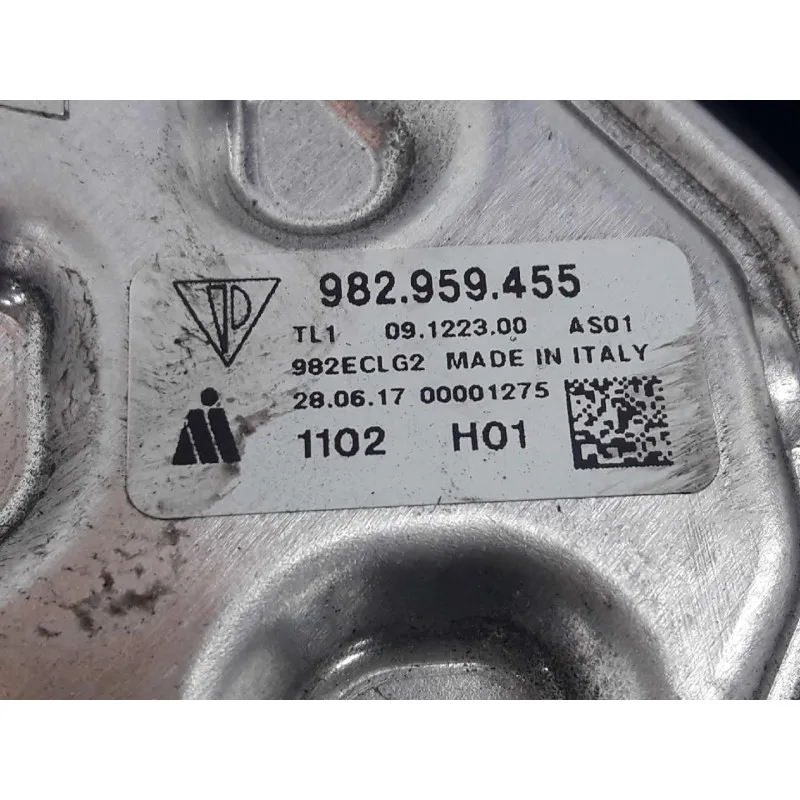 982.959.455
TL1 09.1223.00 AS01
982ECLG2 MADE IN ITALY
28.06.17 00001275
1102 H01